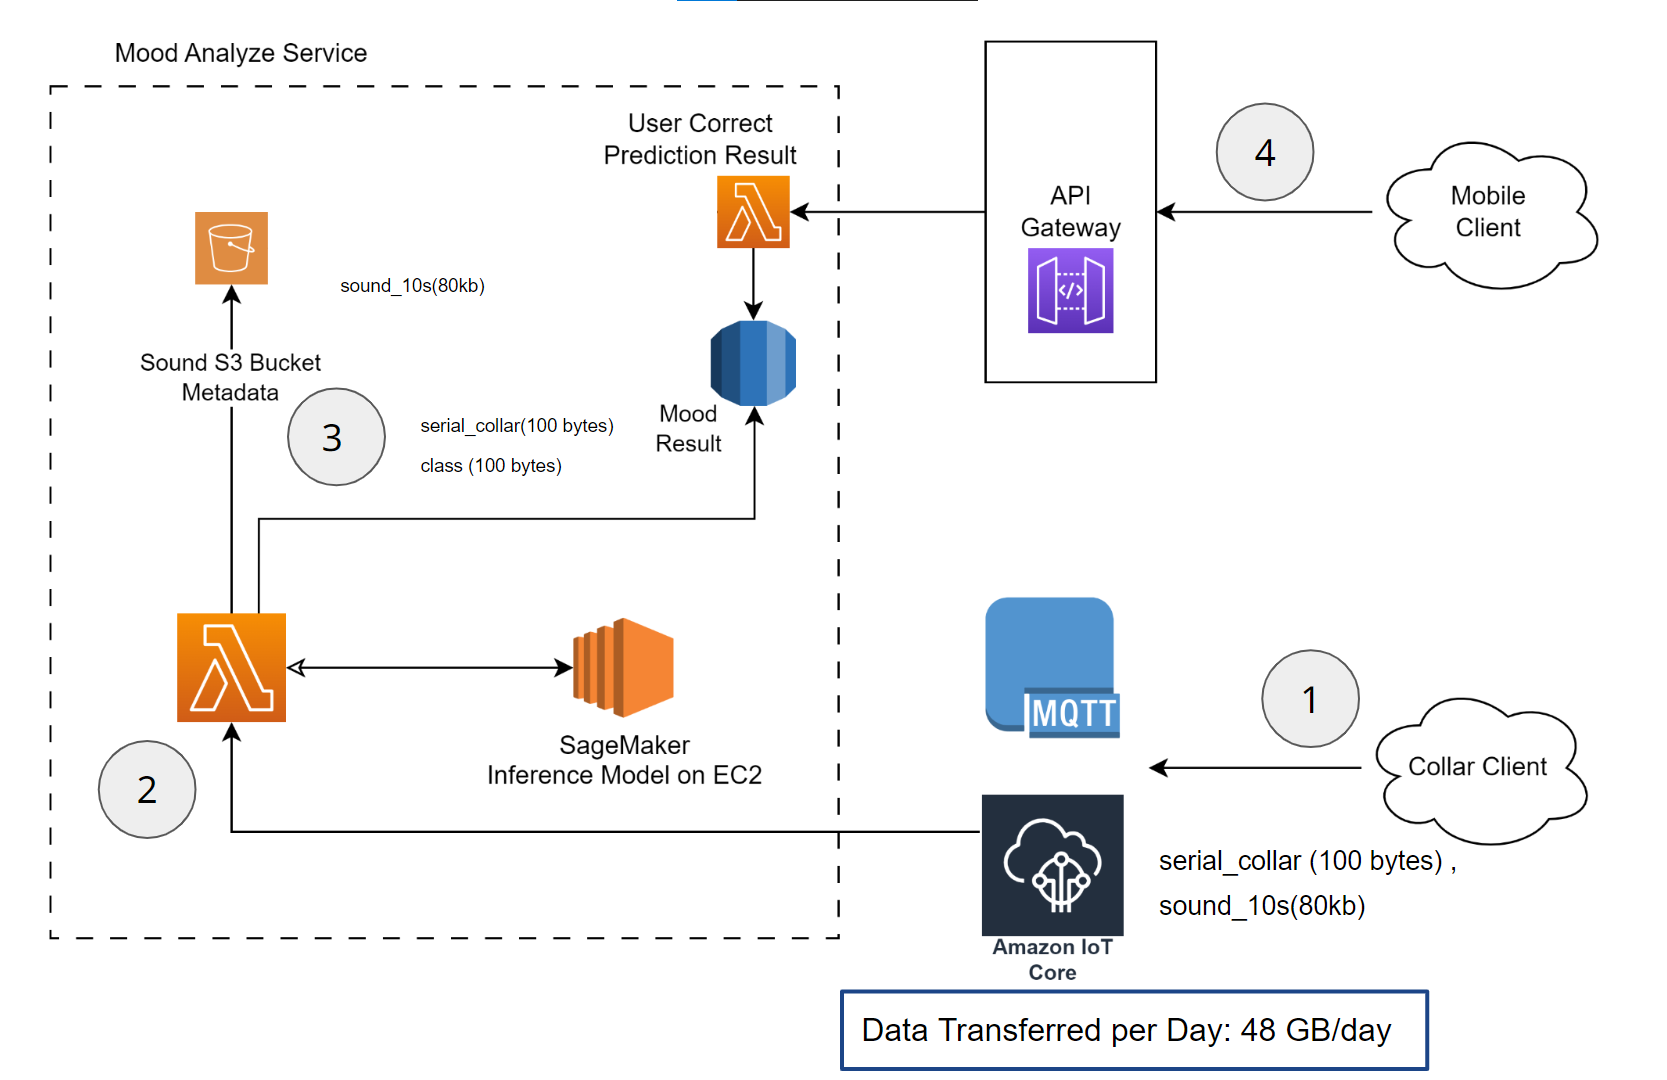 Mood Analyze Service
User Correct
Prediction Result
4
API
Gateway
</>
Mobile
Client
sound_10s(80kb)
Sound S3 Bucket
Metadata
3
serial_collar(100 bytes)
class (100 bytes)
Mood
Result
MQTT
1
Collar Client
SageMaker
Inference Model on EC2
2
serial_collar (100 bytes) ,
sound_10s(80kb)
Amazon IoT
Core
Data Transferred per Day: 48 GB/day